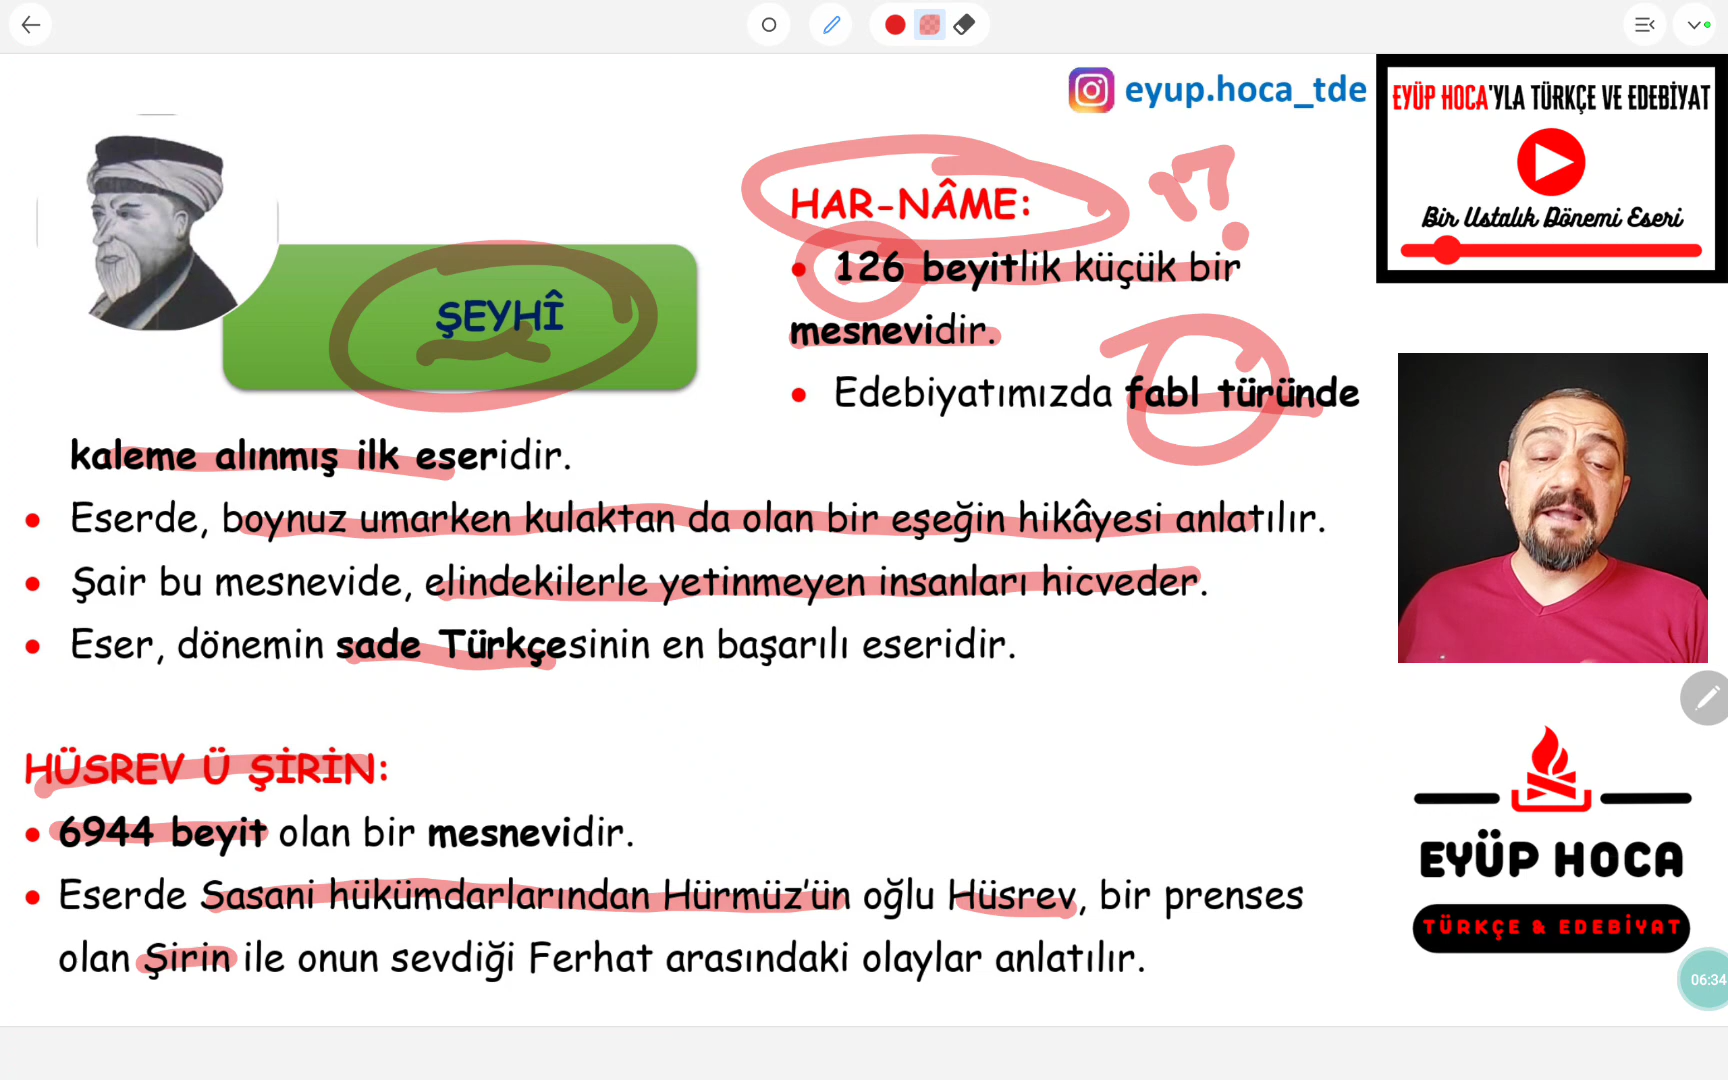 eyup.hoca_tde
EYÜP HOCA'YLA TÜRKÇE VE EDEBİYAT
Bir Ustalık Dönemi Eseri
ŞEYHÎ
HAR-NÂME:
17.
• 126 beyitlik küçük bir
mesnevidir.
• Edebiyatımızda fabl türünde
kaleme alınmış ilk eseridir.
• Eserde, boynuz umarken kulaktan da olan bir eşeğin hikâyesi anlatılır.
• Şair bu mesnevide, elindekilerle yetinmeyen insanları hicveder.
• Eser, dönemin sade Türkçesinin en başarılı eseridir.
HÜSREV Ü ŞİRİN:
• 6944 beyit olan bir mesnevidir.
• Eserde Sasani hükümdarlarından Hürmüz'ün oğlu Hüsrev, bir prenses
olan Şirin ile onun sevdiği Ferhat arasındaki olaylar anlatılır.
EYÜP HOCA
TÜRKÇE & EDEBİYAT
06:34